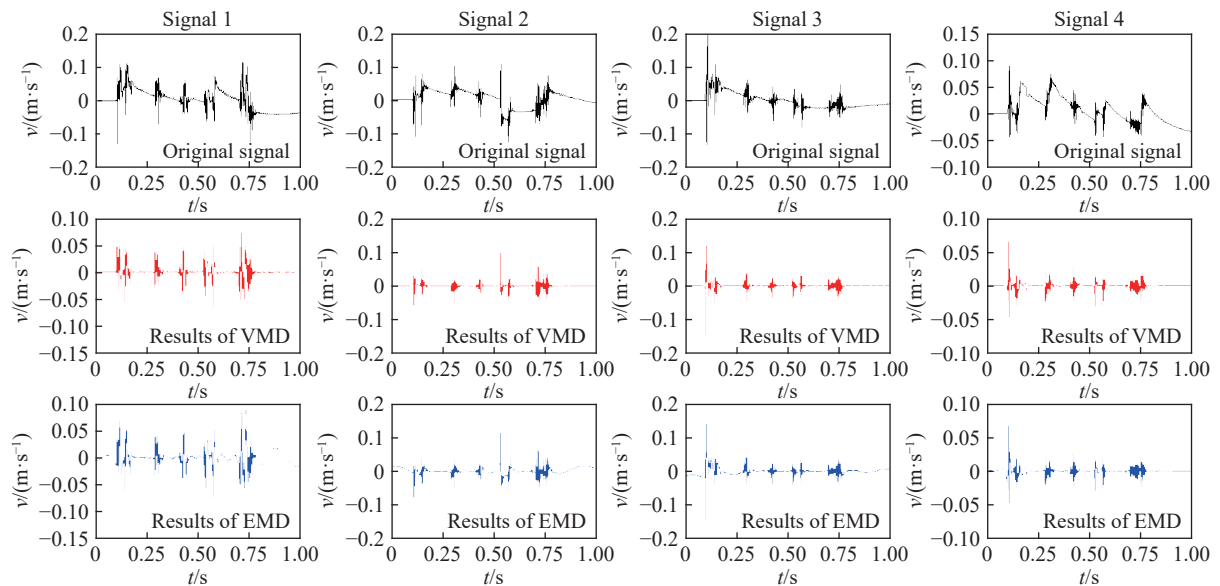 Signal 1
Signal 2
Signal 3
Signal 4
0.2
0.1
0
−0.1
−0.2
v/(m·s⁻¹)
Original signal
0 0.25 0.50 0.75 1.00
t/s
0.2
0.1
0
−0.1
−0.2
v/(m·s⁻¹)
Original signal
0 0.25 0.50 0.75 1.00
t/s
0.2
0.1
0
−0.1
−0.2
v/(m·s⁻¹)
Original signal
0 0.25 0.50 0.75 1.00
t/s
0.15
0.10
0.05
0
−0.05
−0.10
v/(m·s⁻¹)
Original signal
0 0.25 0.50 0.75 1.00
t/s
0.10
0.05
0
−0.05
−0.10
−0.15
v/(m·s⁻¹)
Results of VMD
0 0.25 0.50 0.75 1.00
t/s
0.2
0.1
0
−0.1
−0.2
v/(m·s⁻¹)
Results of VMD
0 0.25 0.50 0.75 1.00
t/s
0.2
0.1
0
−0.1
−0.2
v/(m·s⁻¹)
Results of VMD
0 0.25 0.50 0.75 1.00
t/s
0.10
0.05
0
−0.05
−0.10
v/(m·s⁻¹)
Results of VMD
0 0.25 0.50 0.75 1.00
t/s
0.10
0.05
0
−0.05
−0.10
−0.15
v/(m·s⁻¹)
Results of EMD
0 0.25 0.50 0.75 1.00
t/s
0.2
0.1
0
−0.1
−0.2
v/(m·s⁻¹)
Results of EMD
0 0.25 0.50 0.75 1.00
t/s
0.2
0.1
0
−0.1
−0.2
v/(m·s⁻¹)
Results of EMD
0 0.25 0.50 0.75 1.00
t/s
0.10
0.05
0
−0.05
−0.10
v/(m·s⁻¹)
Results of EMD
0 0.25 0.50 0.75 1.00
t/s